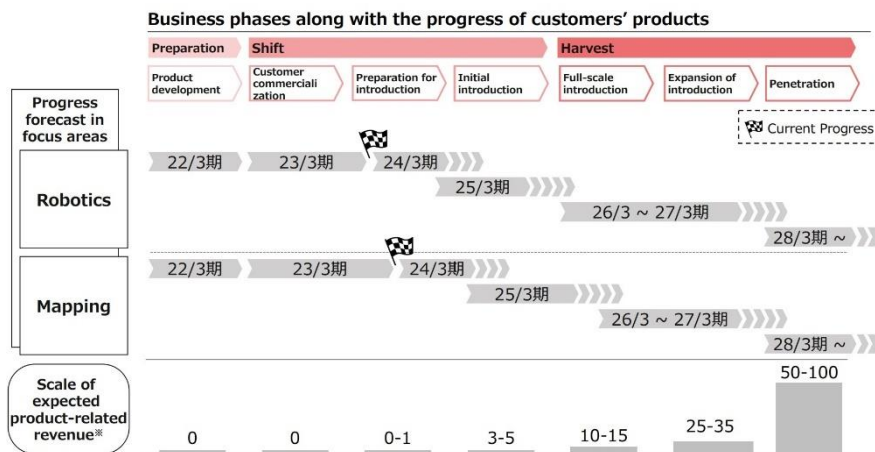 Business phases along with the progress of customers’ products
Preparation
Shift
Harvest
Product
development
Customer
commerciali
zation
Preparation for
introduction
Initial
introduction
Full-scale
introduction
Expansion of
introduction
Penetration
Progress
forecast in
focus areas
Current Progress
Robotics
22/3期
23/3期
24/3期
25/3期
26/3 ~ 27/3期
28/3期 ~
Mapping
22/3期
23/3期
24/3期
25/3期
26/3 ~ 27/3期
28/3期 ~
Scale of
expected
product-related
revenue※
0
0
0-1
3-5
10-15
25-35
50-100